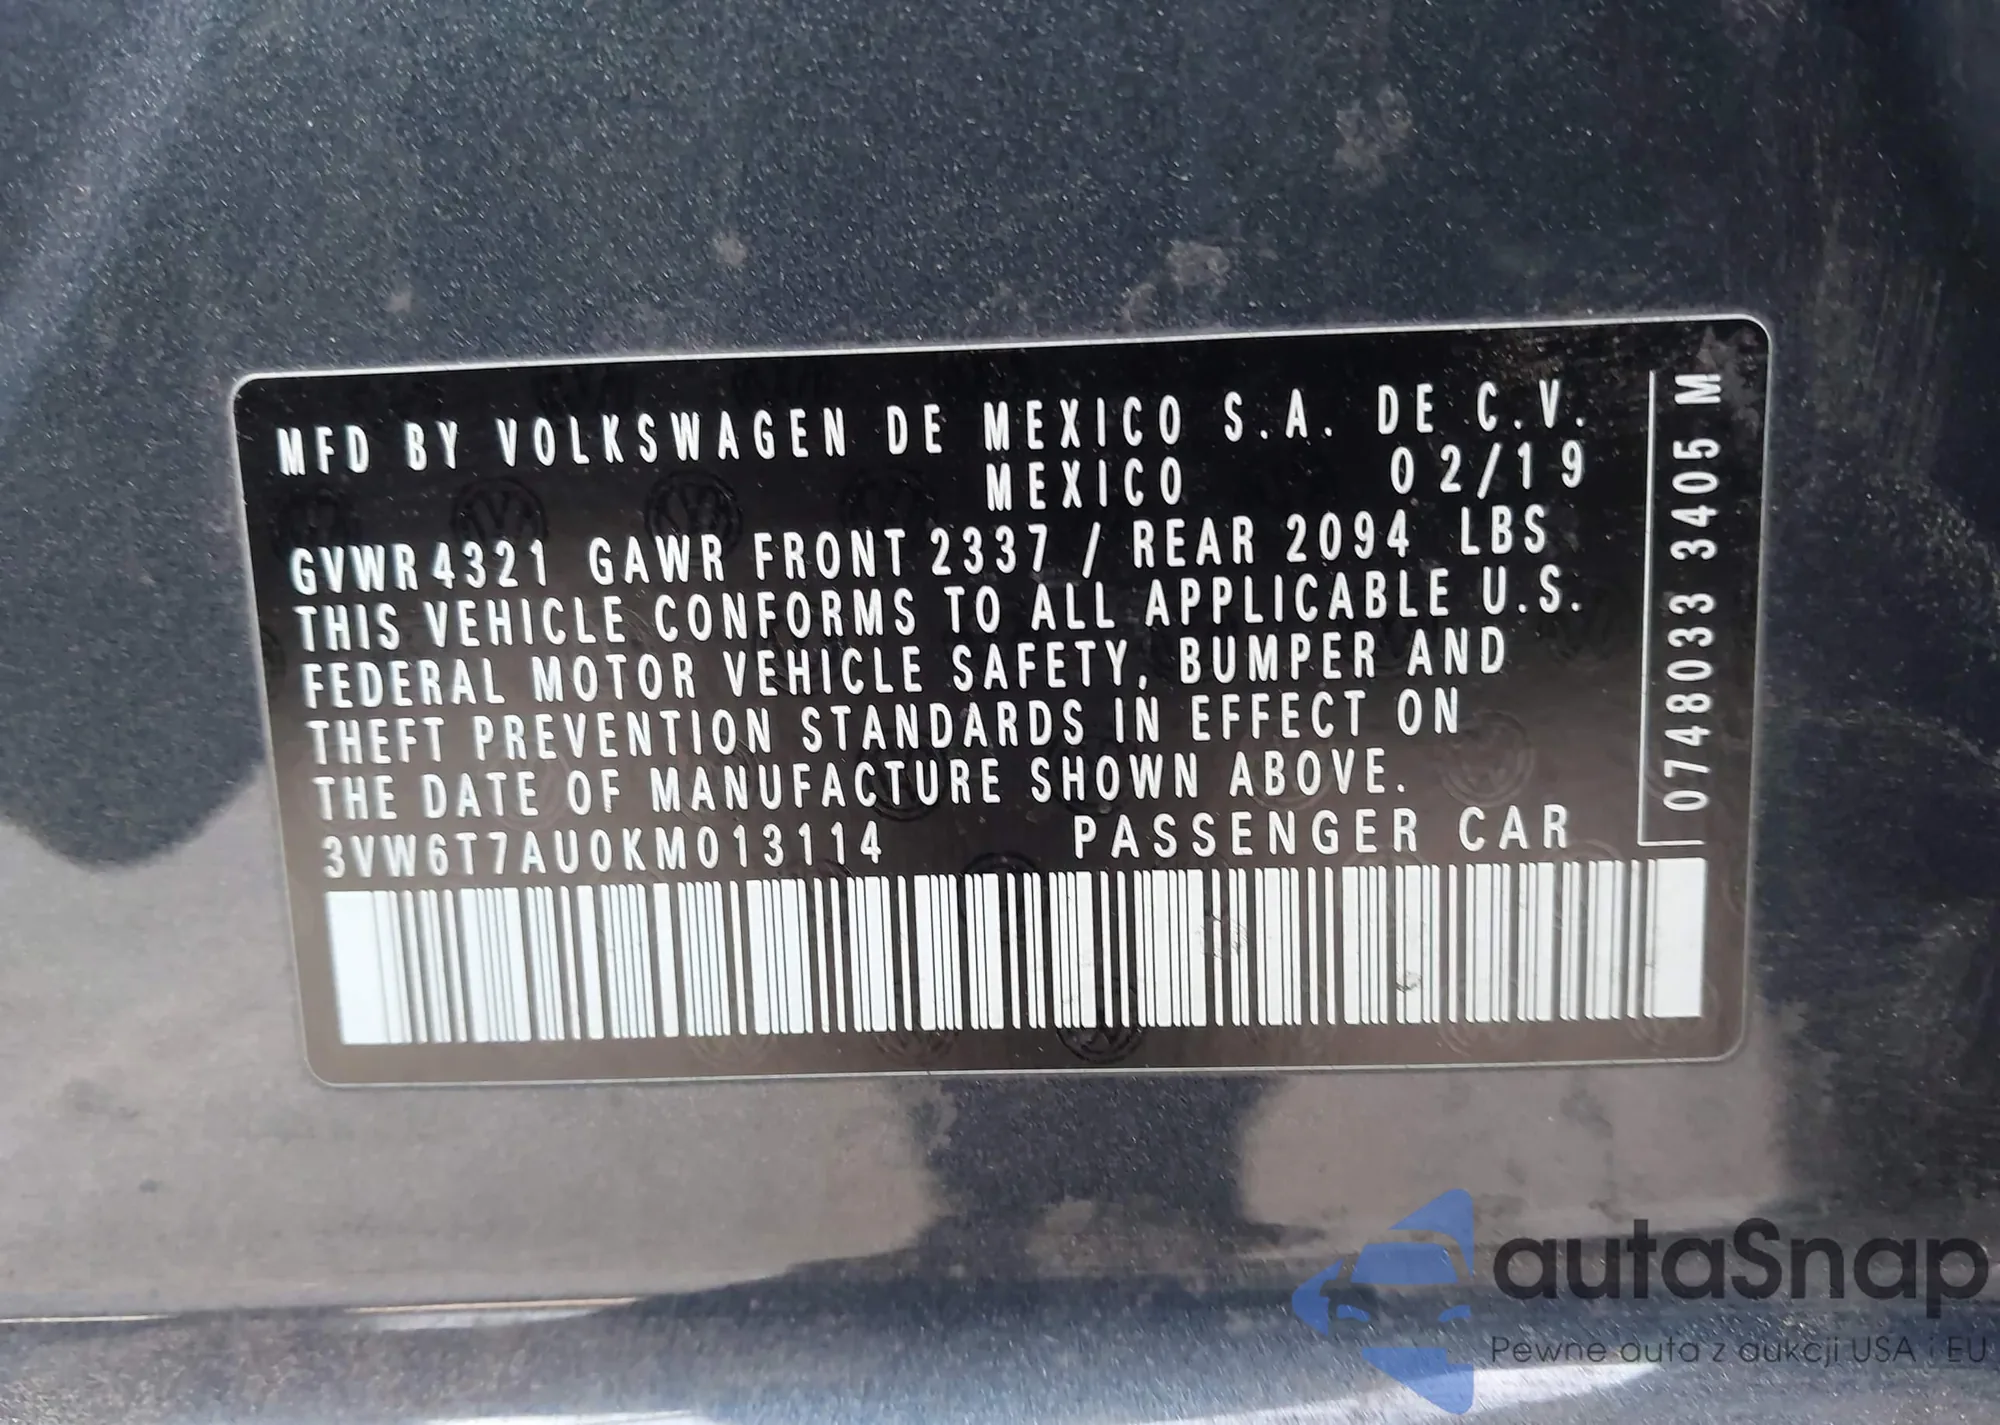 MFD BY VOLKSWAGEN DE MEXICO S.A. DE C.V.
MEXICO 02/19
GVWR 4321 GAWR FRONT 2337 / REAR 2094 LBS
THIS VEHICLE CONFORMS TO ALL APPLICABLE U.S.
FEDERAL MOTOR VEHICLE SAFETY, BUMPER AND
THEFT PREVENTION STANDARDS IN EFFECT ON
THE DATE OF MANUFACTURE SHOWN ABOVE.
3VW6T7AU0KM013114 PASSENGER CAR
0748033 3405 M
autaSnap
Pewne auta z aukcji USA i EU